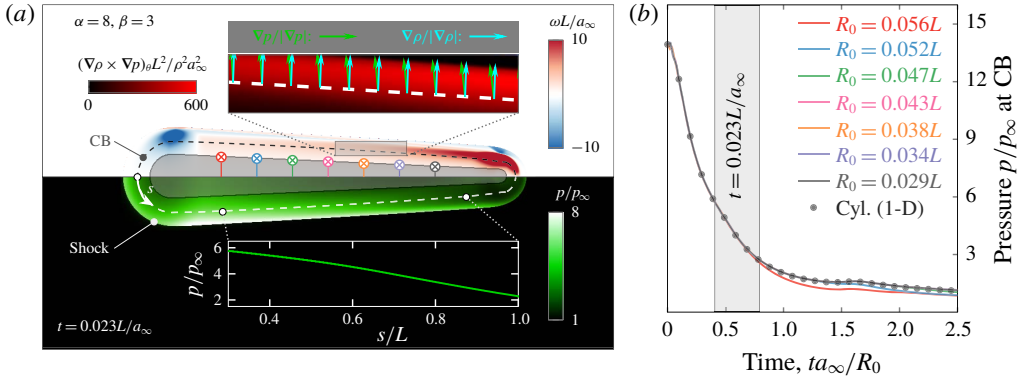 (a)
α = 8, β = 3
(∇ρ × ∇p)θL²/ρ²a²∞
0 600
∇p/|∇p|: ∇ρ/|∇ρ|:
ωL/a∞
10
−10
CB
s
Shock
p/p∞
8
1
p/p∞
6
4
2
0.4 0.6 0.8 1.0
s/L
t = 0.023L/a∞
(b)
t = 0.023L/a∞
R0 = 0.056L
R0 = 0.052L
R0 = 0.047L
R0 = 0.043L
R0 = 0.038L
R0 = 0.034L
R0 = 0.029L
Cyl. (1-D)
15
12
9
6
3
Pressure p/p∞ at CB
0 0.5 1.0 1.5 2.0 2.5
Time, ta∞/R0